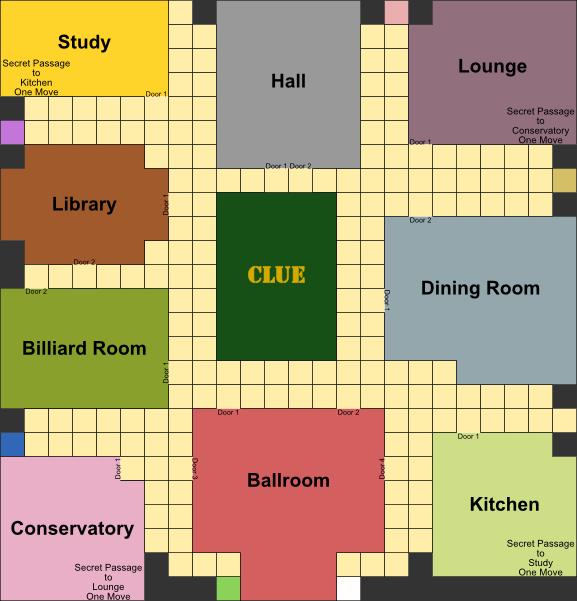 Study
Secret Passage
to
Kitchen
One Move
Door 1
Hall
Door 1 Door 2
Lounge
Secret Passage
to
Conservatory
One Move
Door 1
Library
Door 1
Door 2
CLUE
Door 2
Dining Room
Door 1
Door 2
Billiard Room
Door 1
Door 1
Door 2
Ballroom
Door 3
Door 4
Door 1
Conservatory
Secret Passage
to
Lounge
One Move
Door 1
Kitchen
Secret Passage
to
Study
One Move